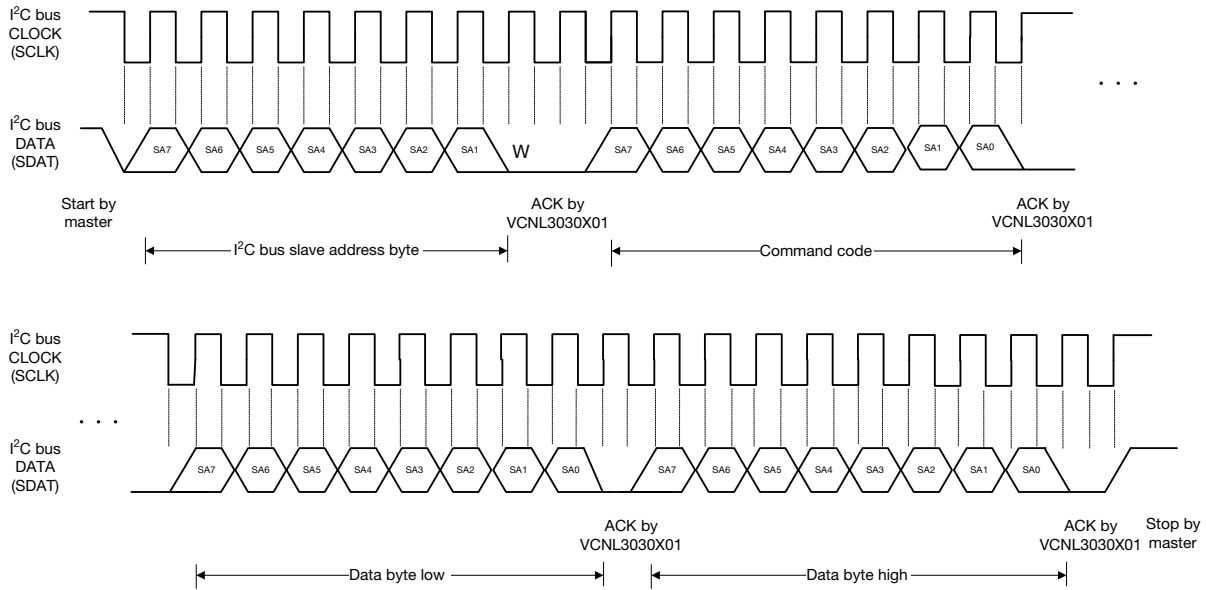 I²C bus
CLOCK
(SCLK)
. . .
I²C bus
DATA
(SDAT)
SA7 SA6 SA5 SA4 SA3 SA2 SA1 W SA7 SA6 SA5 SA4 SA3 SA2 SA1 SA0
Start by
master
ACK by
VCNL3030X01
ACK by
VCNL3030X01
I²C bus slave address byte
Command code
I²C bus
CLOCK
(SCLK)
. . .
I²C bus
DATA
(SDAT)
SA7 SA6 SA5 SA4 SA3 SA2 SA1 SA0 SA7 SA6 SA5 SA4 SA3 SA2 SA1 SA0
ACK by
VCNL3030X01
ACK by
VCNL3030X01
Stop by
master
Data byte low
Data byte high